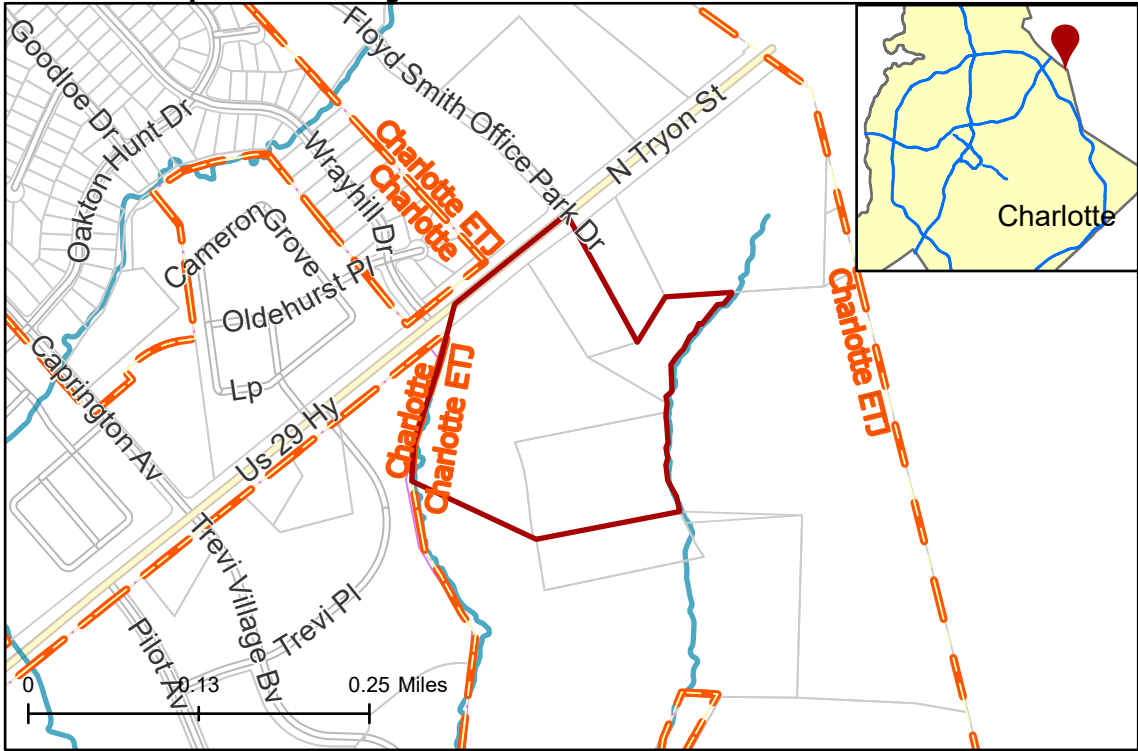 Goodloe Dr
Floyd Smith Office Park Dr
N Tryon St
Charlotte
Oakton Hunt Dr
Wrayhill Dr
Charlotte ETJ
Charlotte
Cameron
Grove
Oldehurst Pl
Lp
Caprington Av
Us 29 Hy
Charlotte
Charlotte ETJ
Charlotte ETJ
Trevi Village Bv
Trevi Pl
Pilot Av
0 0.13 0.25 Miles